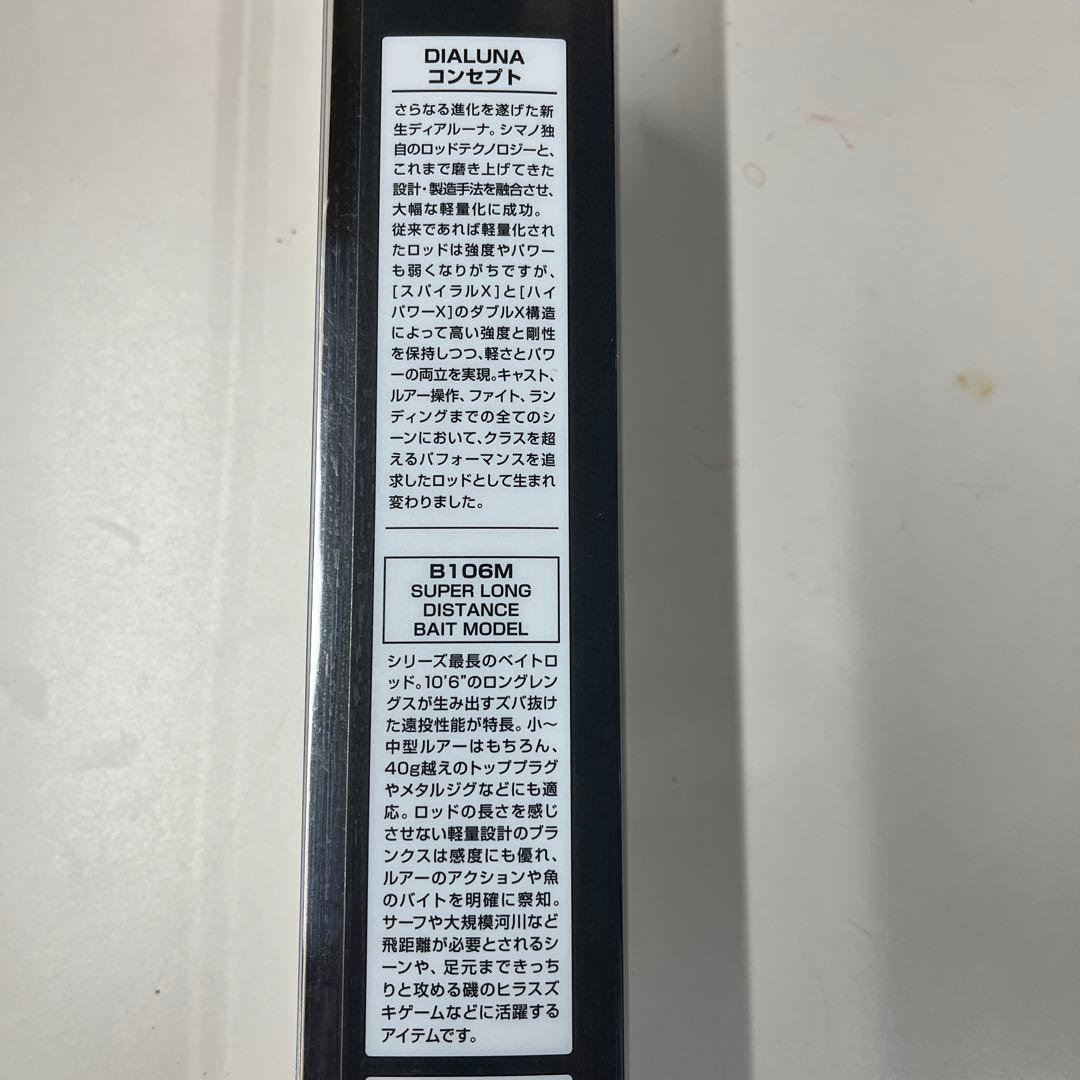 DIALUNA
コンセプト
さらなる進化を遂げた新
生ディアルーナ。シマノ独
自のロッドテクノロジーと、
これまで磨き上げてきた
設計・製造手法を融合させ、
大幅な軽量化に成功。
従来であれば軽量化され
たロッドは強度やパワー
も弱くなりがちですが、
[スパイラルX]と[ハイ
パワーX]のダブルX構造
によって高い強度と剛性
を保持しつつ、軽さとパワ
ーの両立を実現。キャスト、
ルアー操作、ファイト、ラン
ディングまでの全てのシ
ーンにおいて、クラスを超
えるパフォーマンスを追
求したロッドとして生まれ
変わりました。
B106M
SUPER LONG
DISTANCE
BAIT MODEL
シリーズ最長のベイトロ
ッド。10'6"のロングレン
グスが生み出すズバ抜け
た遠投性能が特長。小〜
中型ルアーはもちろん、
40g越えのトッププラグ
やメタルジグなどにも適
応。ロッドの長さを感じ
させない軽量設計のブラ
ンクスは感度にも優れ、
ルアーのアクションや魚
のバイトを明確に察知。
サーフや大規模河川など
飛距離が必要とされるシ
ーンや、足元まできっち
りと攻める磯のヒラスズ
キゲームなどに活躍する
アイテムです。